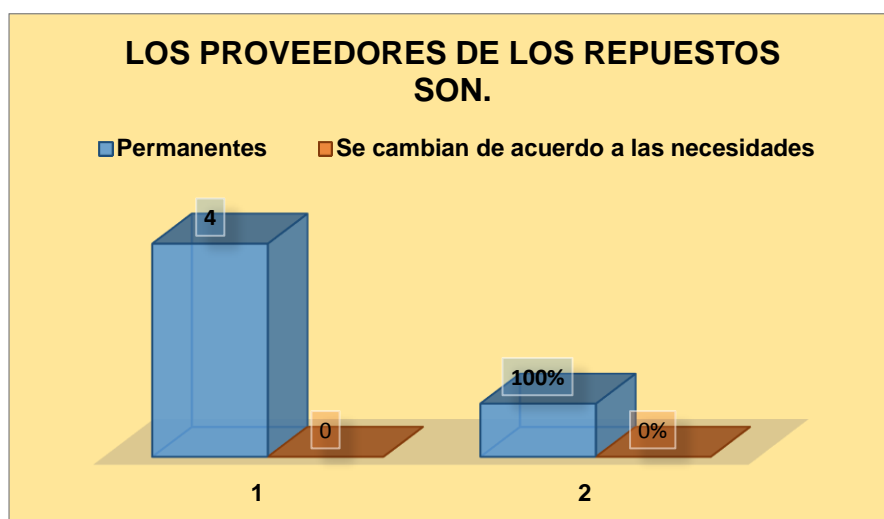 LOS PROVEEDORES DE LOS REPUESTOS
SON.
Permanentes
Se cambian de acuerdo a las necesidades
4
0
100%
0%
1
2